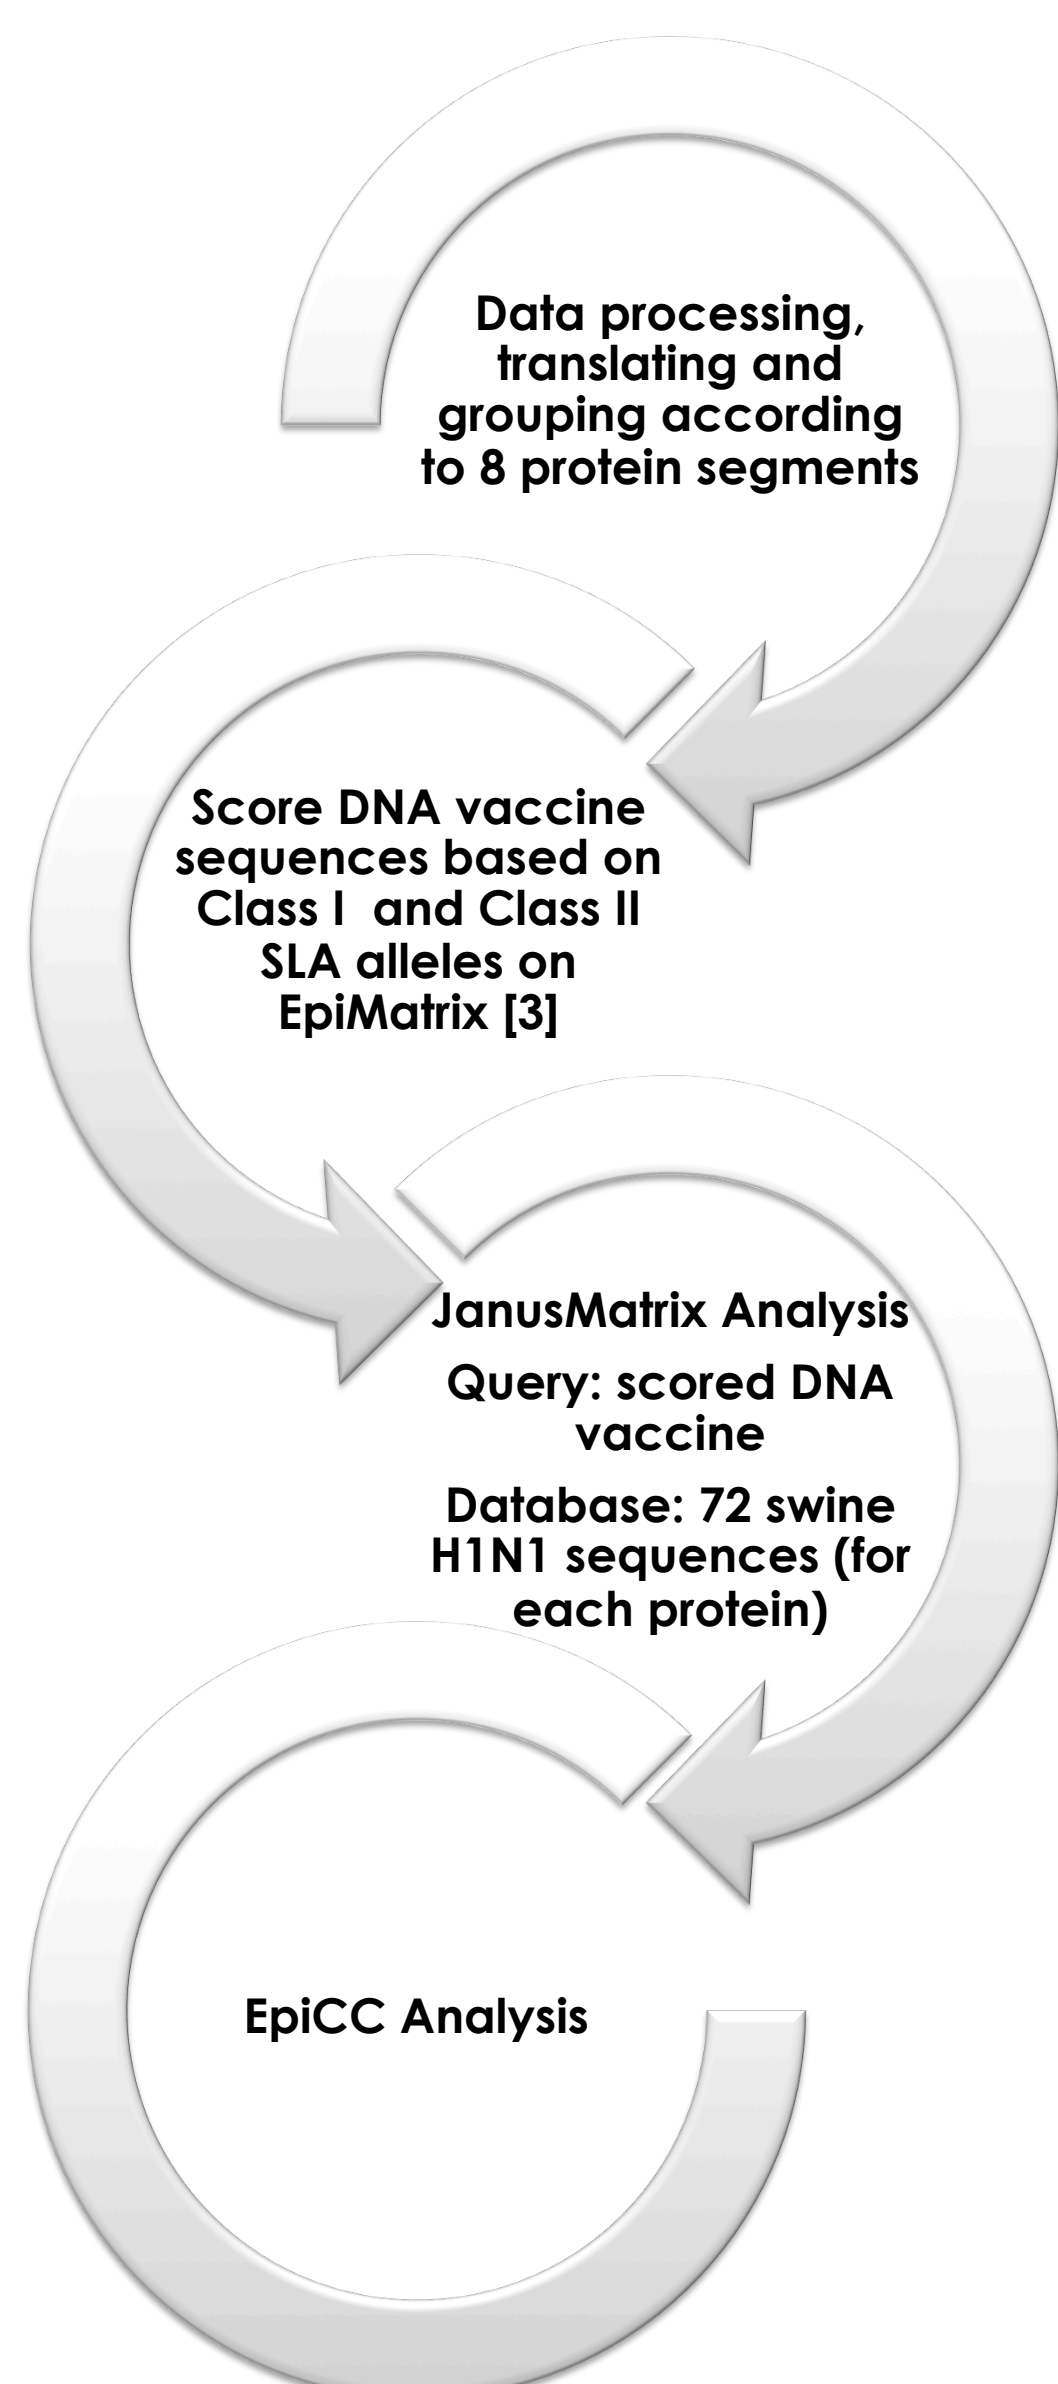 Data processing,
translating and
grouping according
to 8 protein segments
Score DNA vaccine
sequences based on
Class I  and Class II
SLA alleles on
EpiMatrix [3]
JanusMatrix Analysis
Query: scored DNA
vaccine
Database: 72 swine
H1N1 sequences (for
each protein)
EpiCC Analysis